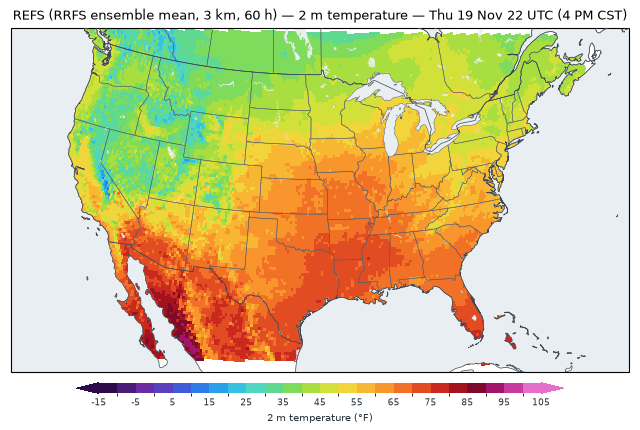 REFS (RRFS ensemble mean, 3 km, 60 h) — 2 m temperature — Thu 19 Nov 22 UTC (4 PM CST)
-15 -5 5 15 25 35 45 55 65 75 85 95 105
2 m temperature (°F)